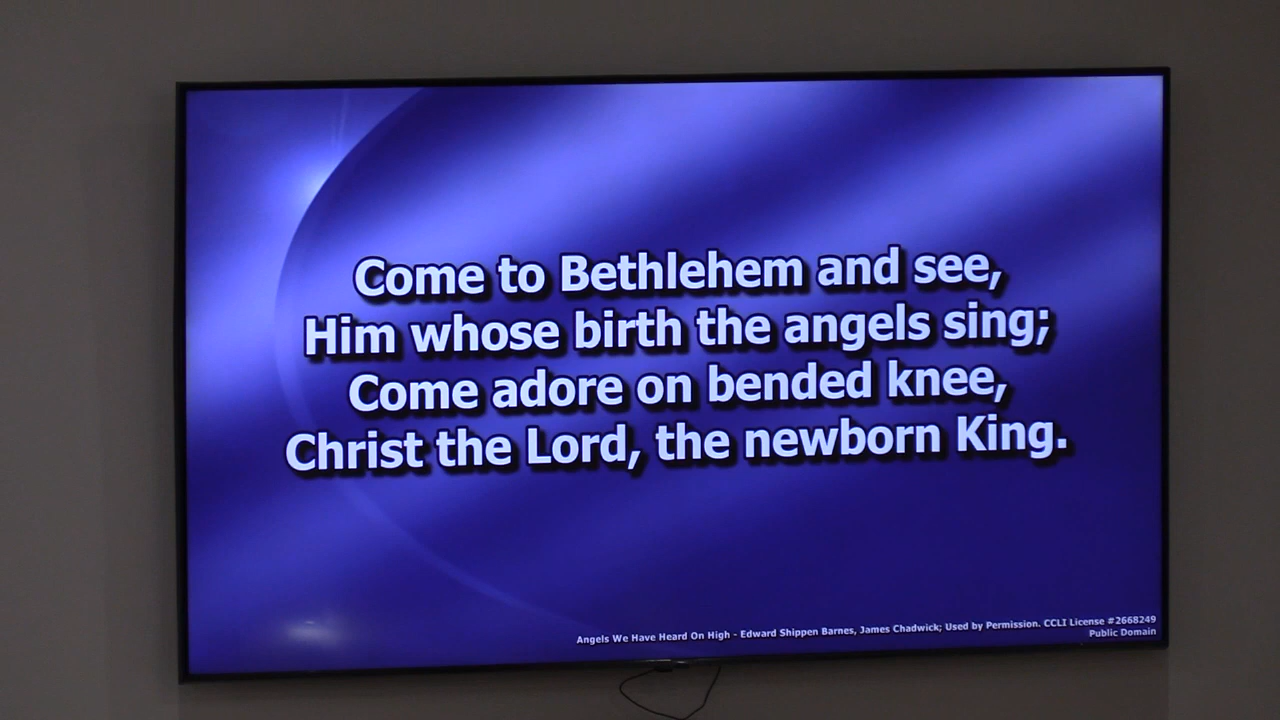 Come to Bethlehem and see,
Him whose birth the angels sing;
Come adore on bended knee,
Christ the Lord, the newborn King.
Angels We Have Heard On High - Edward Shippen Barnes, James Chadwick; Used by Permission. CCLI License #2668249
Public Domain